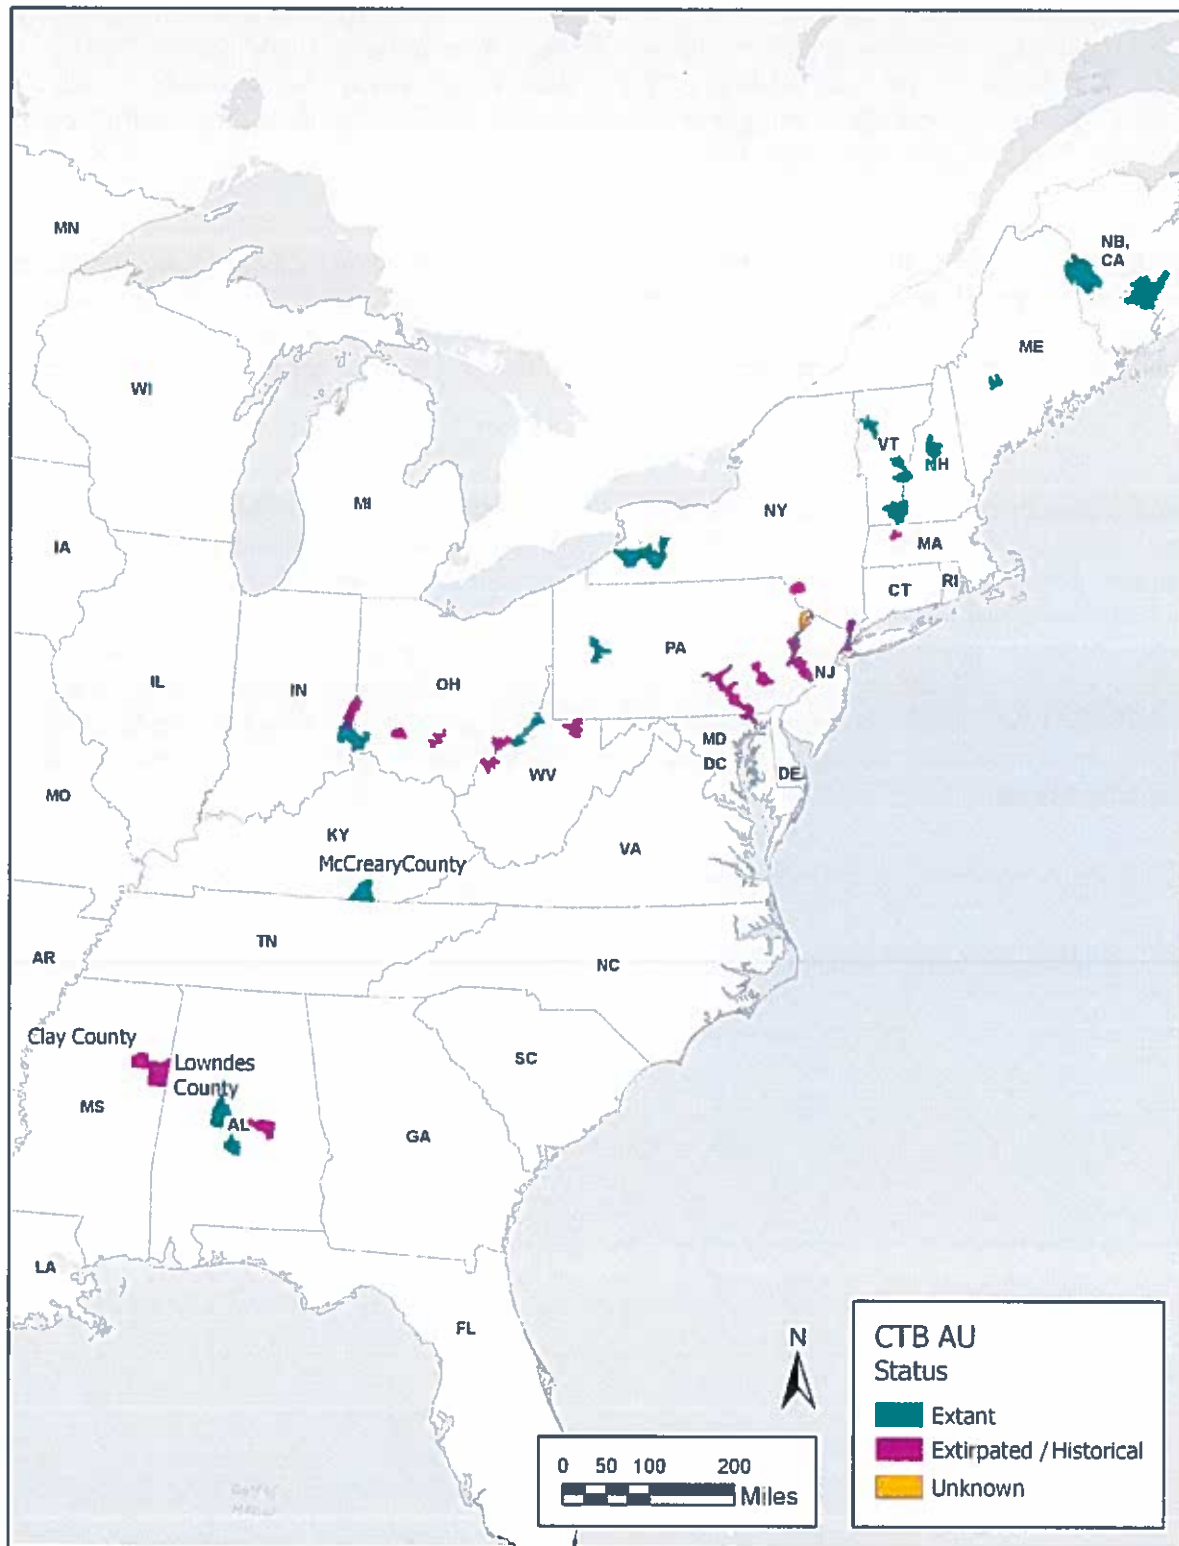 MN
NB,
CA
ME
WI
VT
NH
MI
NY
IA
MA
CT
RI
PA
IL
IN
OH
NJ
MD
DC
DE
WV
MO
KY
VA
McCrearyCounty
TN
AR
NC
Clay County
Lowndes
County
SC
MS
AL
GA
LA
FL
N
CTB AU
Status
Extant
Extirpated / Historical
Unknown
0 50 100 200
Miles